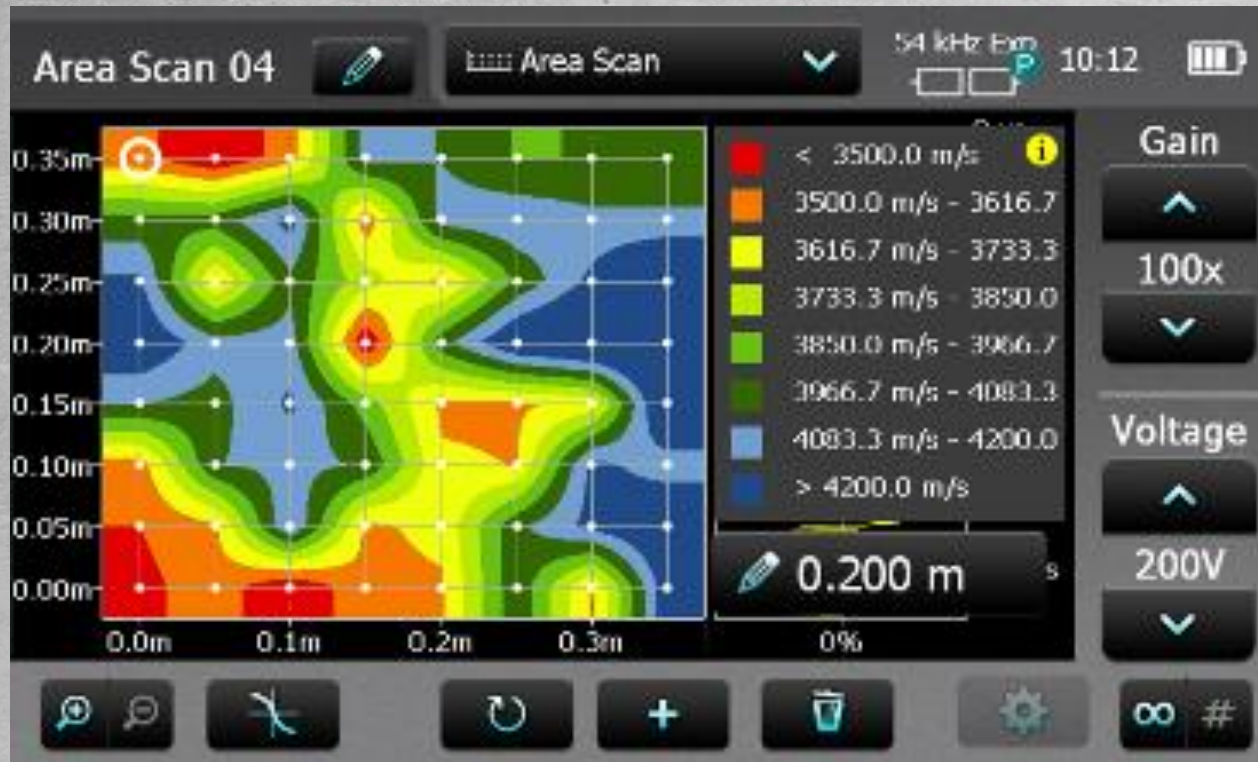 Area Scan 04
Area Scan
54 kHz Exp
P
10:12
0.35m
0.30m
0.25m
0.20m
0.15m
0.10m
0.05m
0.00m
0.0m
0.1m
0.2m
0.3m
< 3500.0 m/s
i
3500.0 m/s - 3616.7
3616.7 m/s - 3733.3
3733.3 m/s - 3850.0
3850.0 m/s - 3966.7
3966.7 m/s - 4083.3
4083.3 m/s - 4200.0
> 4200.0 m/s
0.200 m
s
0%
Gain
100x
Voltage
200V
∞ #